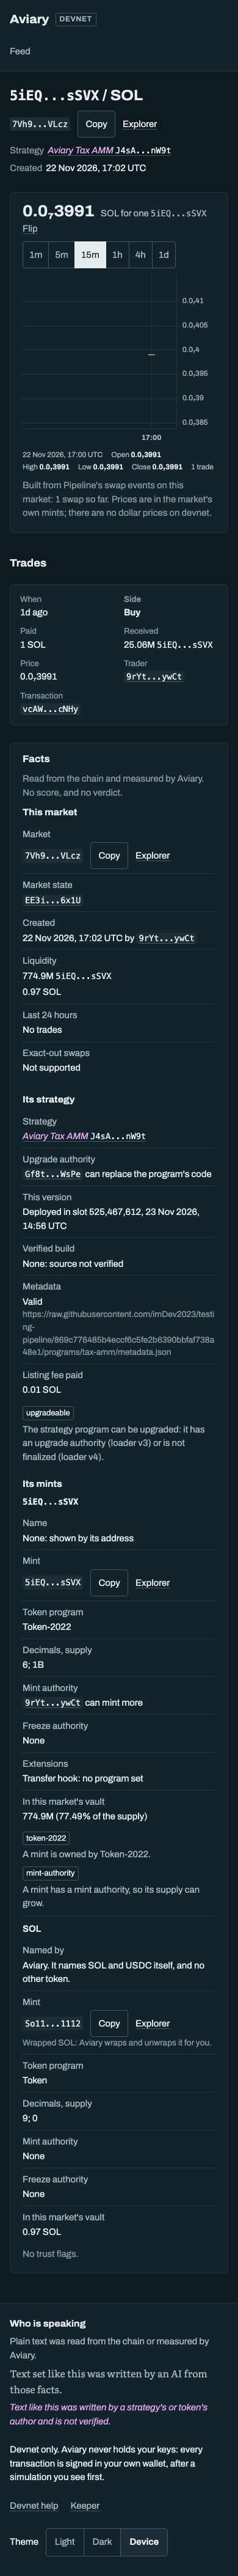 Aviary DEVNET
Feed
5iEQ...sSVX / SOL
7Vh9...VLcz Copy Explorer
Strategy Aviary Tax AMM J4sA...nW9t
Created 22 Nov 2026, 17:02 UTC
0.0₇3991 SOL for one 5iEQ...sSVX
Flip
1m 5m 15m 1h 4h 1d
0.0₇41
0.0₇405
0.0₇4
0.0₇395
0.0₇39
0.0₇385
17:00
22 Nov 2026, 17:00 UTC Open 0.0₇3991
High 0.0₇3991 Low 0.0₇3991 Close 0.0₇3991 1 trade
Built from Pipeline's swap events on this
market: 1 swap so far. Prices are in the market's
own mints; there are no dollar prices on devnet.
Trades
When Side
1d ago Buy
Paid Received
1 SOL 25.06M 5iEQ...sSVX
Price Trader
0.0₇3991 9rYt...ywCt
Transaction
vcAW...cNHy
Facts
Read from the chain and measured by Aviary.
No score, and no verdict.
This market
Market
7Vh9...VLcz Copy Explorer
Market state
EE3i...6x1U
Created
22 Nov 2026, 17:02 UTC by 9rYt...ywCt
Liquidity
774.9M 5iEQ...sSVX
0.97 SOL
Last 24 hours
No trades
Exact-out swaps
Not supported
Its strategy
Strategy
Aviary Tax AMM J4sA...nW9t
Upgrade authority
Gf8t...WsPe can replace the program's code
This version
Deployed in slot 525,467,612, 23 Nov 2026,
14:56 UTC
Verified build
None: source not verified
Metadata
Valid
https://raw.githubusercontent.com/imDev2023/testi
ng-
pipeline/869c776485b4eccf6c5fe2b6390bbfaf738a
48e1/programs/tax-amm/metadata.json
Listing fee paid
0.01 SOL
upgradeable
The strategy program can be upgraded: it has
an upgrade authority (loader v3) or is not
finalized (loader v4).
Its mints
5iEQ...sSVX
Name
None: shown by its address
Mint
5iEQ...sSVX Copy Explorer
Token program
Token-2022
Decimals, supply
6; 1B
Mint authority
9rYt...ywCt can mint more
Freeze authority
None
Extensions
Transfer hook: no program set
In this market's vault
774.9M (77.49% of the supply)
token-2022
A mint is owned by Token-2022.
mint-authority
A mint has a mint authority, so its supply can
grow.
SOL
Named by
Aviary. It names SOL and USDC itself, and no
other token.
Mint
So11...1112 Copy Explorer
Wrapped SOL: Aviary wraps and unwraps it for you.
Token program
Token
Decimals, supply
9; 0
Mint authority
None
Freeze authority
None
In this market's vault
0.97 SOL
No trust flags.
Who is speaking
Plain text was read from the chain or measured by
Aviary.
Text set like this was written by an AI from
those facts.
Text like this was written by a strategy's or token's
author and is not verified.
Devnet only. Aviary never holds your keys: every
transaction is signed in your own wallet, after a
simulation you see first.
Devnet help Keeper
Theme Light Dark Device